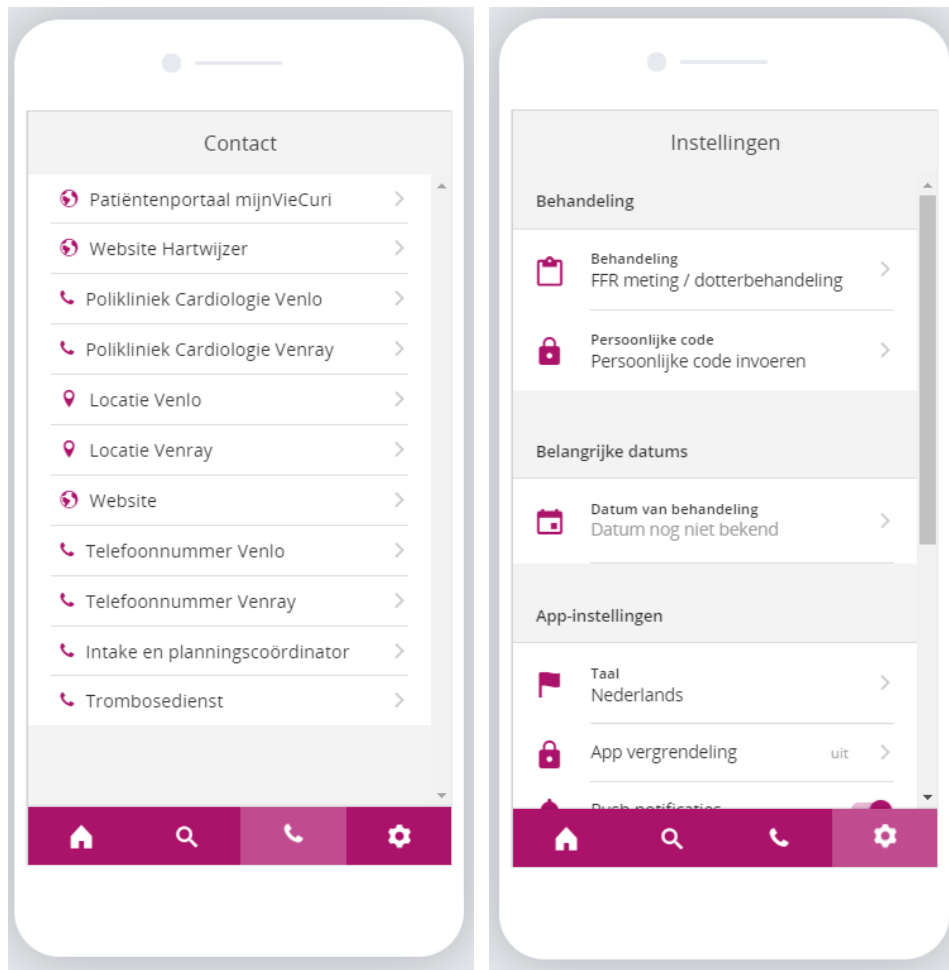 Contact
Patiëntenportaal mijnVieCuri
Website Hartwijzer
Polikliniek Cardiologie Venlo
Polikliniek Cardiologie Venray
Locatie Venlo
Locatie Venray
Website
Telefoonnummer Venlo
Telefoonnummer Venray
Intake en planningscoördinator
Trombosedienst
Instellingen
Behandeling
Behandeling
FFR meting / dotterbehandeling
Persoonlijke code
Persoonlijke code invoeren
Belangrijke datums
Datum van behandeling
Datum nog niet bekend
App-instellingen
Taal
Nederlands
App vergrendeling uit
Push notificaties